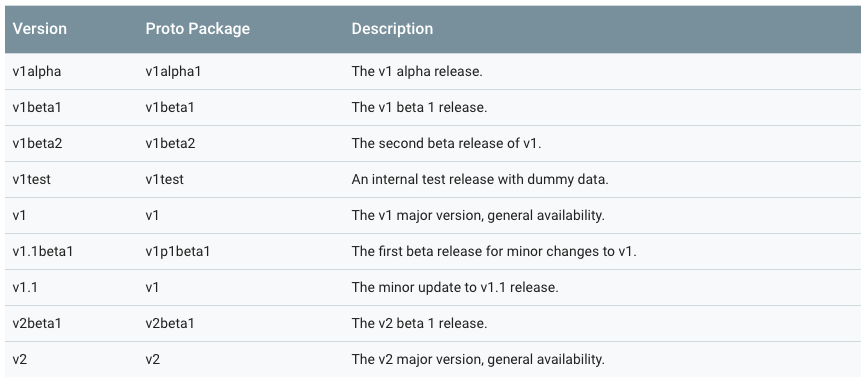 Version Proto Package Description
v1alpha v1alpha1 The v1 alpha release.
v1beta1 v1beta1 The v1 beta 1 release.
v1beta2 v1beta2 The second beta release of v1.
v1test v1test An internal test release with dummy data.
v1 v1 The v1 major version, general availability.
v1.1beta1 v1p1beta1 The first beta release for minor changes to v1.
v1.1 v1 The minor update to v1.1 release.
v2beta1 v2beta1 The v2 beta 1 release.
v2 v2 The v2 major version, general availability.